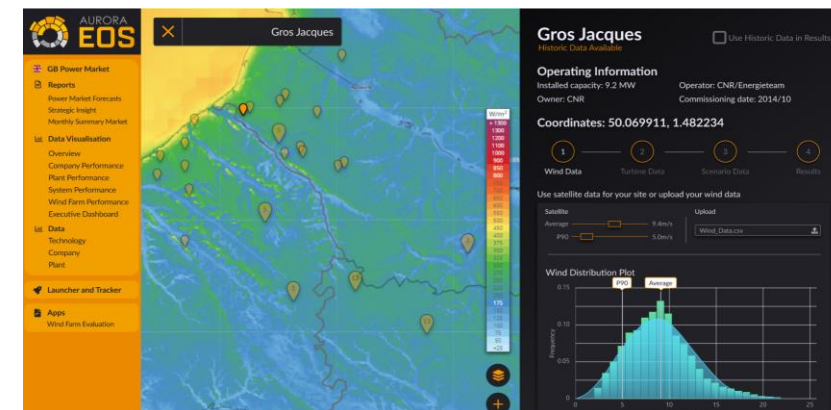 AURORA
EOS
GB Power Market
Reports
Power Market Forecasts
Strategic Insight
Monthly Summary Market
Data Visualisation
Overview
Company Performance
Plant Performance
System Performance
Wind Farm Performance
Executive Dashboard
Data
Technology
Company
Plant
Launcher and Tracker
Apps
Wind Farm Evaluation
Gros Jacques
W/m²
+ 1300
1300
1200
1100
1000
900
850
800
175
Gros Jacques
Historic Data Available
Use Historic Data in Results
Operating Information
Installed capacity: 9.2 MW
Operator: CNR/Energieteam
Owner: CNR
Commissioning date: 2014/10
Coordinates: 50.069911, 1.482234
1 2 3 4
Wind Data Turbine Data Scenario Data Results
Use satellite data for your site or upload your wind data
Satellite Upload
Average 9.4m/s
P90 5.0m/s
Wind_Data.csv
Wind Distribution Plot
P90 Average
0.15
0.10
0.05
0
Frequency
0 5 10 15 20 25